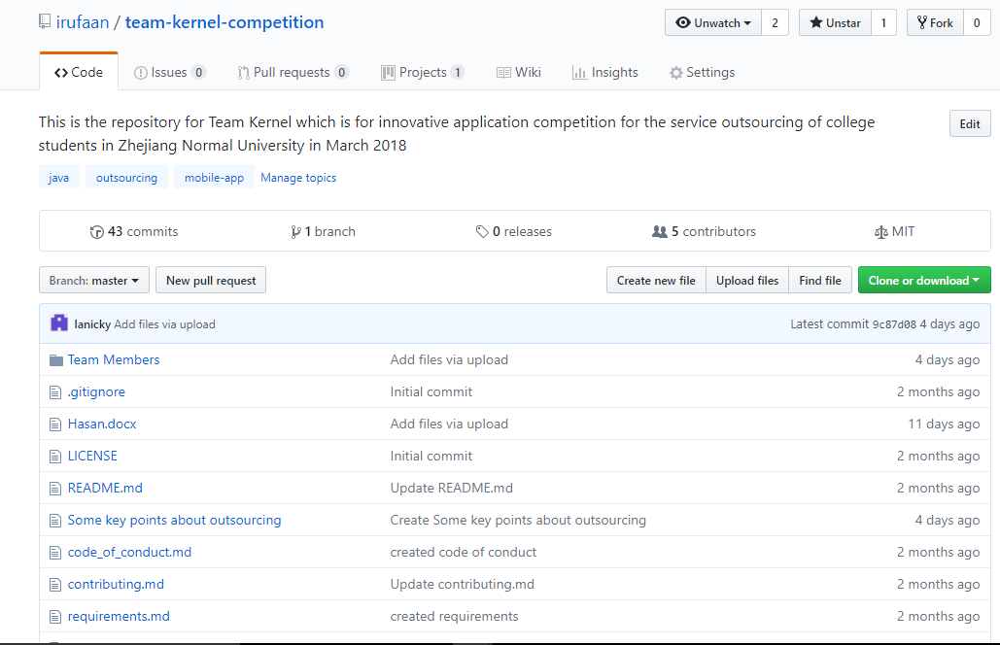 irufaan / team-kernel-competition
Unwatch 2 Unstar 1 Fork 0
Code Issues 0 Pull requests 0 Projects 1 Wiki Insights Settings
This is the repository for Team Kernel which is for innovative application competition for the service outsourcing of college
students in Zhejiang Normal University in March 2018
Edit
java outsourcing mobile-app Manage topics
43 commits 1 branch 0 releases 5 contributors MIT
Branch: master New pull request Create new file Upload files Find file Clone or download
lanicky Add files via upload Latest commit 9c87d08 4 days ago
Team Members Add files via upload 4 days ago
.gitignore Initial commit 2 months ago
Hasan.docx Add files via upload 11 days ago
LICENSE Initial commit 2 months ago
README.md Update README.md 2 months ago
Some key points about outsourcing Create Some key points about outsourcing 4 days ago
code_of_conduct.md created code of conduct 2 months ago
contributing.md Update contributing.md 2 months ago
requirements.md created requirements 2 months ago